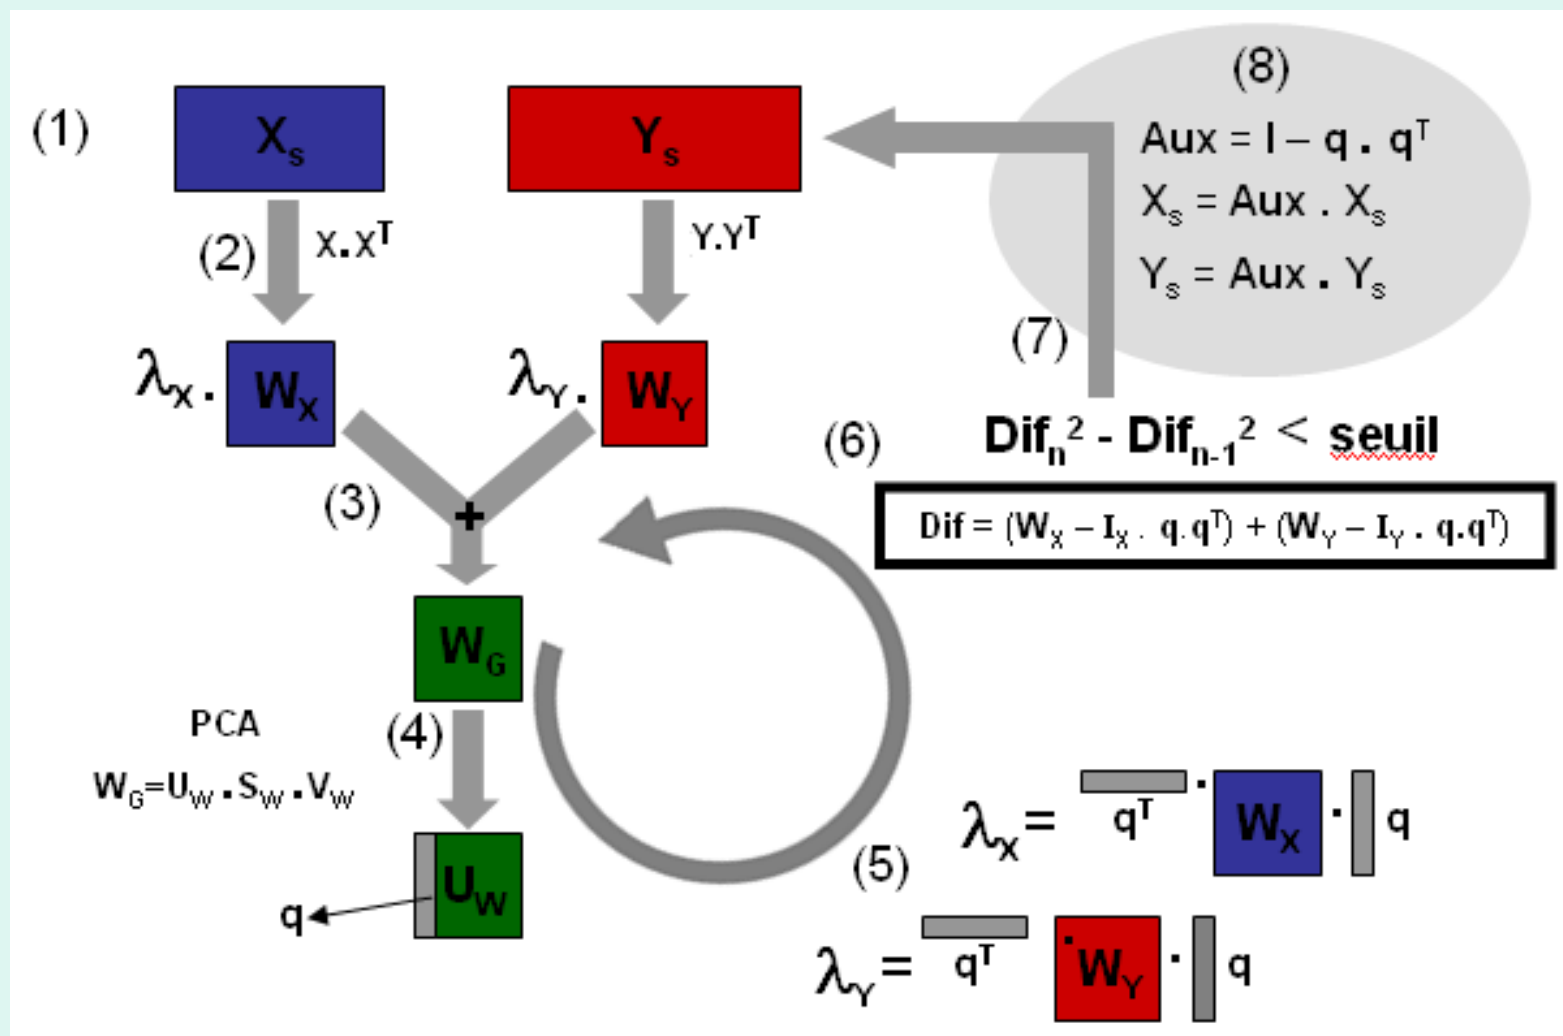 (1)
Xs
Ys
(2)
X.Xᵀ
Y.Yᵀ
(8)
Aux = I – q . qᵀ
Xs = Aux . Xs
Ys = Aux . Ys
(7)
λX .
WX
λY .
WY
(6)
Difn² - Difn-1² < seuil
Dif = (WX – IX . q.qᵀ) + (WY – IY . q.qᵀ)
(3)
+
WG
PCA
(4)
WG=UW.SW.VW
UW
q
(5)
λX = qᵀ . WX . q
λY = qᵀ . WY . q